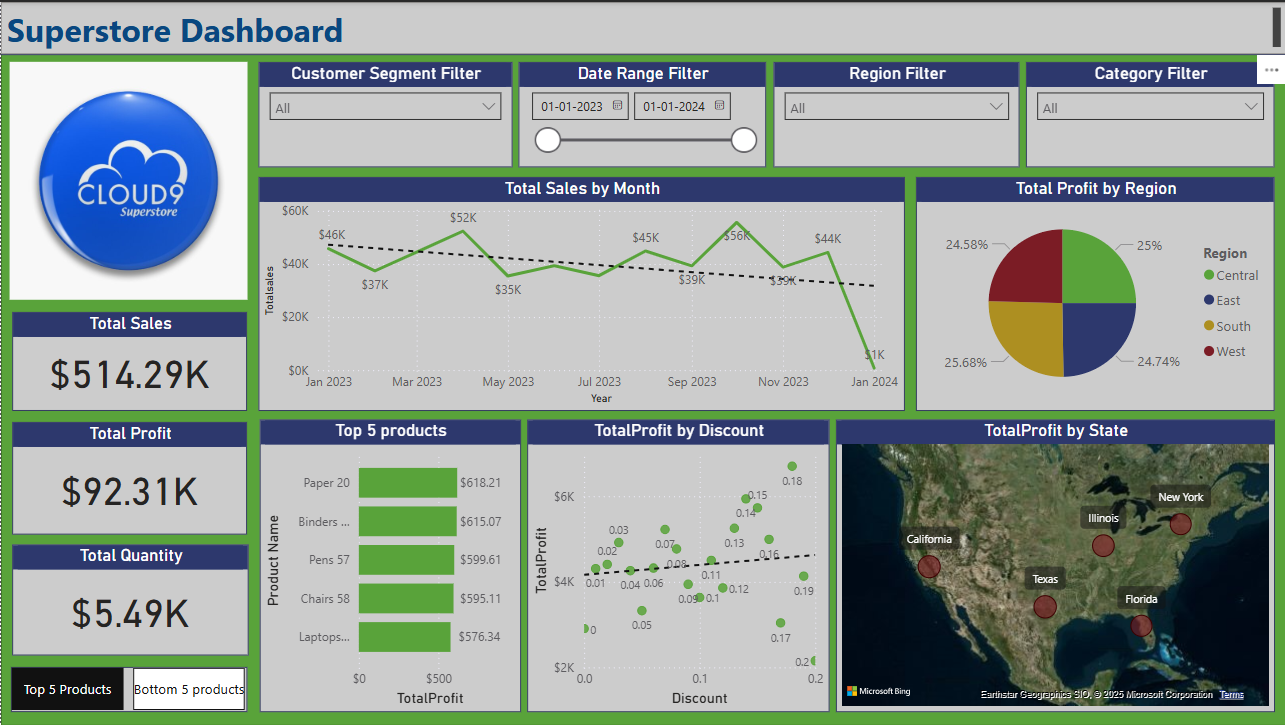 Superstore Dashboard
CLOUD9
Superstore
Customer Segment Filter
All
Date Range Filter
01-01-2023
01-01-2024
Region Filter
All
Category Filter
All
...
Total Sales
$514.29K
Total Profit
$92.31K
Total Quantity
$5.49K
Top 5 Products
Bottom 5 products
Total Sales by Month
Totalsales
$60K
$40K
$20K
$0K
$46K
$37K
$52K
$35K
$45K
$39K
$56K
$39K
$44K
$1K
Jan 2023
Mar 2023
May 2023
Jul 2023
Sep 2023
Nov 2023
Jan 2024
Year
Total Profit by Region
24.58%
25%
25.68%
24.74%
Region
Central
East
South
West
Top 5 products
Product Name
Paper 20
$618.21
Binders ...
$615.07
Pens 57
$599.61
Chairs 58
$595.11
Laptops...
$576.34
$0
$500
TotalProfit
TotalProfit by Discount
TotalProfit
$6K
$4K
$2K
0
0.01
0.02
0.03
0.04
0.05
0.06
0.07
0.08
0.09
0.1
0.11
0.12
0.13
0.14
0.15
0.16
0.17
0.18
0.19
0.2
0.0
0.1
0.2
Discount
TotalProfit by State
New York
Illinois
California
Texas
Florida
Microsoft Bing
Earthstar Geographics SIO, © 2025 Microsoft Corporation Terms